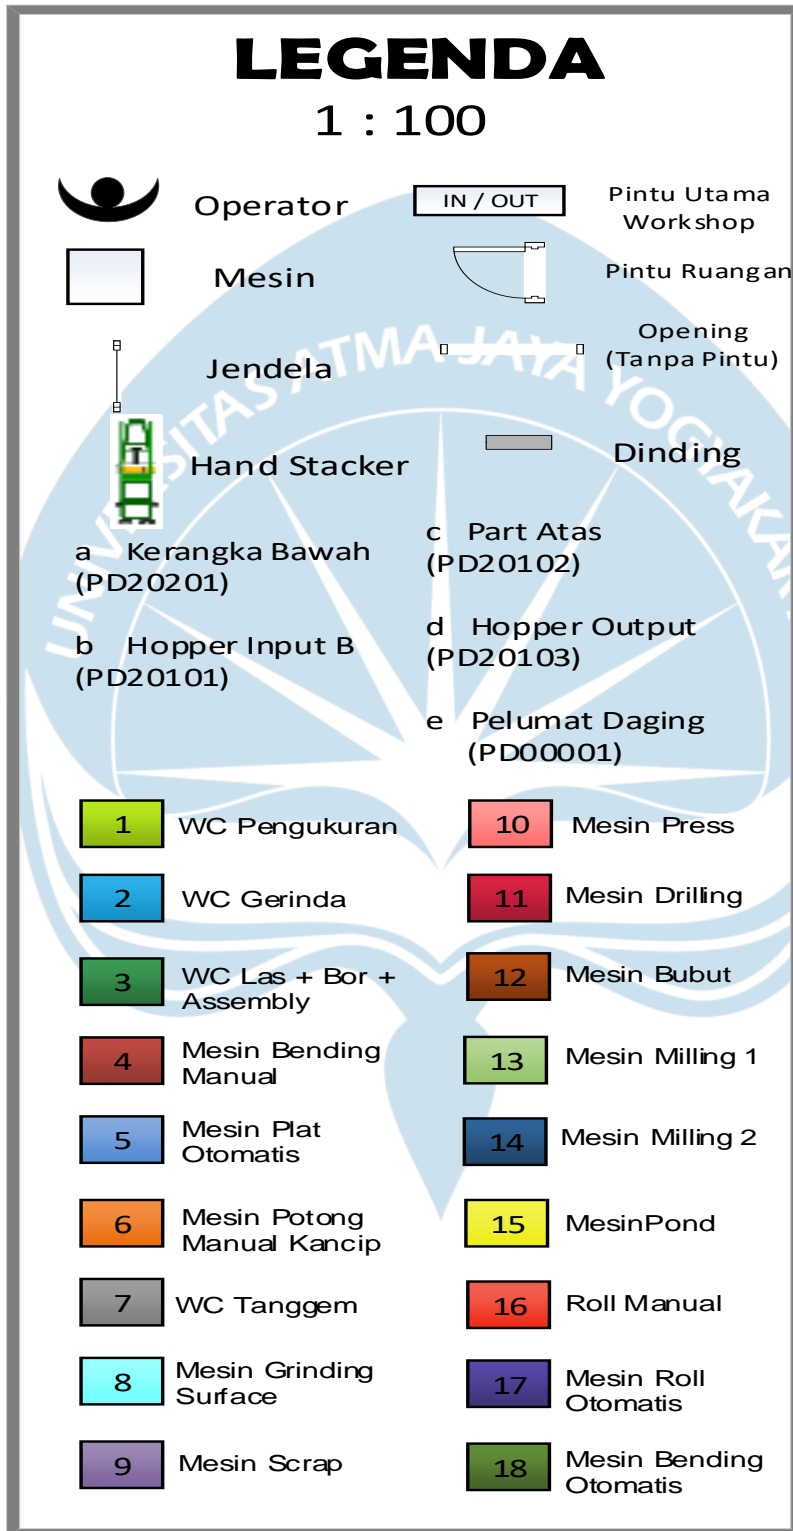 LEGENDA
1 : 100
Operator
IN / OUT
Pintu Utama
Workshop
Mesin
Pintu Ruangan
Jendela
Opening
(Tanpa Pintu)
T
Hand Stacker
Dinding
UNIVERSITAS ATMA JAYA YOGYAKAR
a Kerangka Bawah
(PD20201)
b Hopper Input B
(PD20101)
c Part Atas
(PD20102)
d Hopper Output
(PD20103)
e Pelumat Daging
(PD00001)
1 WC Pengukuran
2 WC Gerinda
3 WC Las + Bor +
Assembly
4 Mesin Bending
Manual
5 Mesin Plat
Otomatis
6 Mesin Potong
Manual Kancip
7 WC Tanggem
8 Mesin Grinding
Surface
9 Mesin Scrap
10 Mesin Press
11 Mesin Drilling
12 Mesin Bubut
13 Mesin Milling 1
14 Mesin Milling 2
15 MesinPond
16 Roll Manual
17 Mesin Roll
Otomatis
18 Mesin Bending
Otomatis